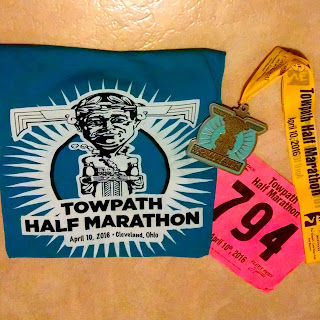 TOWPATH
HALF MARATHON
April 10, 2016 • Cleveland, Ohio
Towpath
Half Marathon
794
April 10th, 2016
Towpath Half Marathon
April 10, 2016